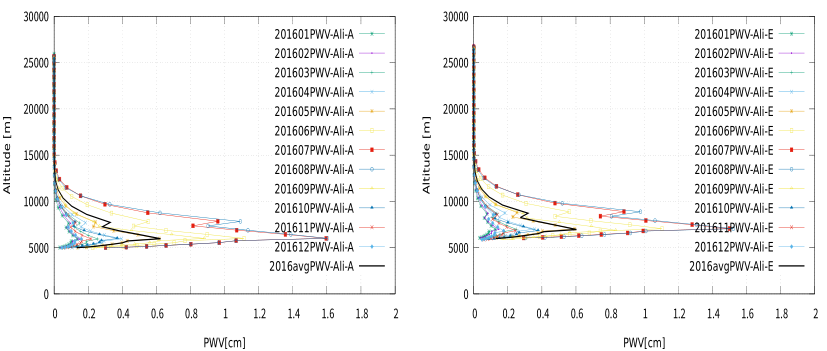 30000
25000
20000
15000
10000
5000
0
Altitude [m]
0 0.2 0.4 0.6 0.8 1 1.2 1.4 1.6 1.8 2
PWV[cm]
201601PWV-Ali-A
201602PWV-Ali-A
201603PWV-Ali-A
201604PWV-Ali-A
201605PWV-Ali-A
201606PWV-Ali-A
201607PWV-Ali-A
201608PWV-Ali-A
201609PWV-Ali-A
201610PWV-Ali-A
201611PWV-Ali-A
201612PWV-Ali-A
2016avgPWV-Ali-A
30000
25000
20000
15000
10000
5000
0
Altitude [m]
0 0.2 0.4 0.6 0.8 1 1.2 1.4 1.6 1.8 2
PWV[cm]
201601PWV-Ali-E
201602PWV-Ali-E
201603PWV-Ali-E
201604PWV-Ali-E
201605PWV-Ali-E
201606PWV-Ali-E
201607PWV-Ali-E
201608PWV-Ali-E
201609PWV-Ali-E
201610PWV-Ali-E
201611PWV-Ali-E
201612PWV-Ali-E
2016avgPWV-Ali-E